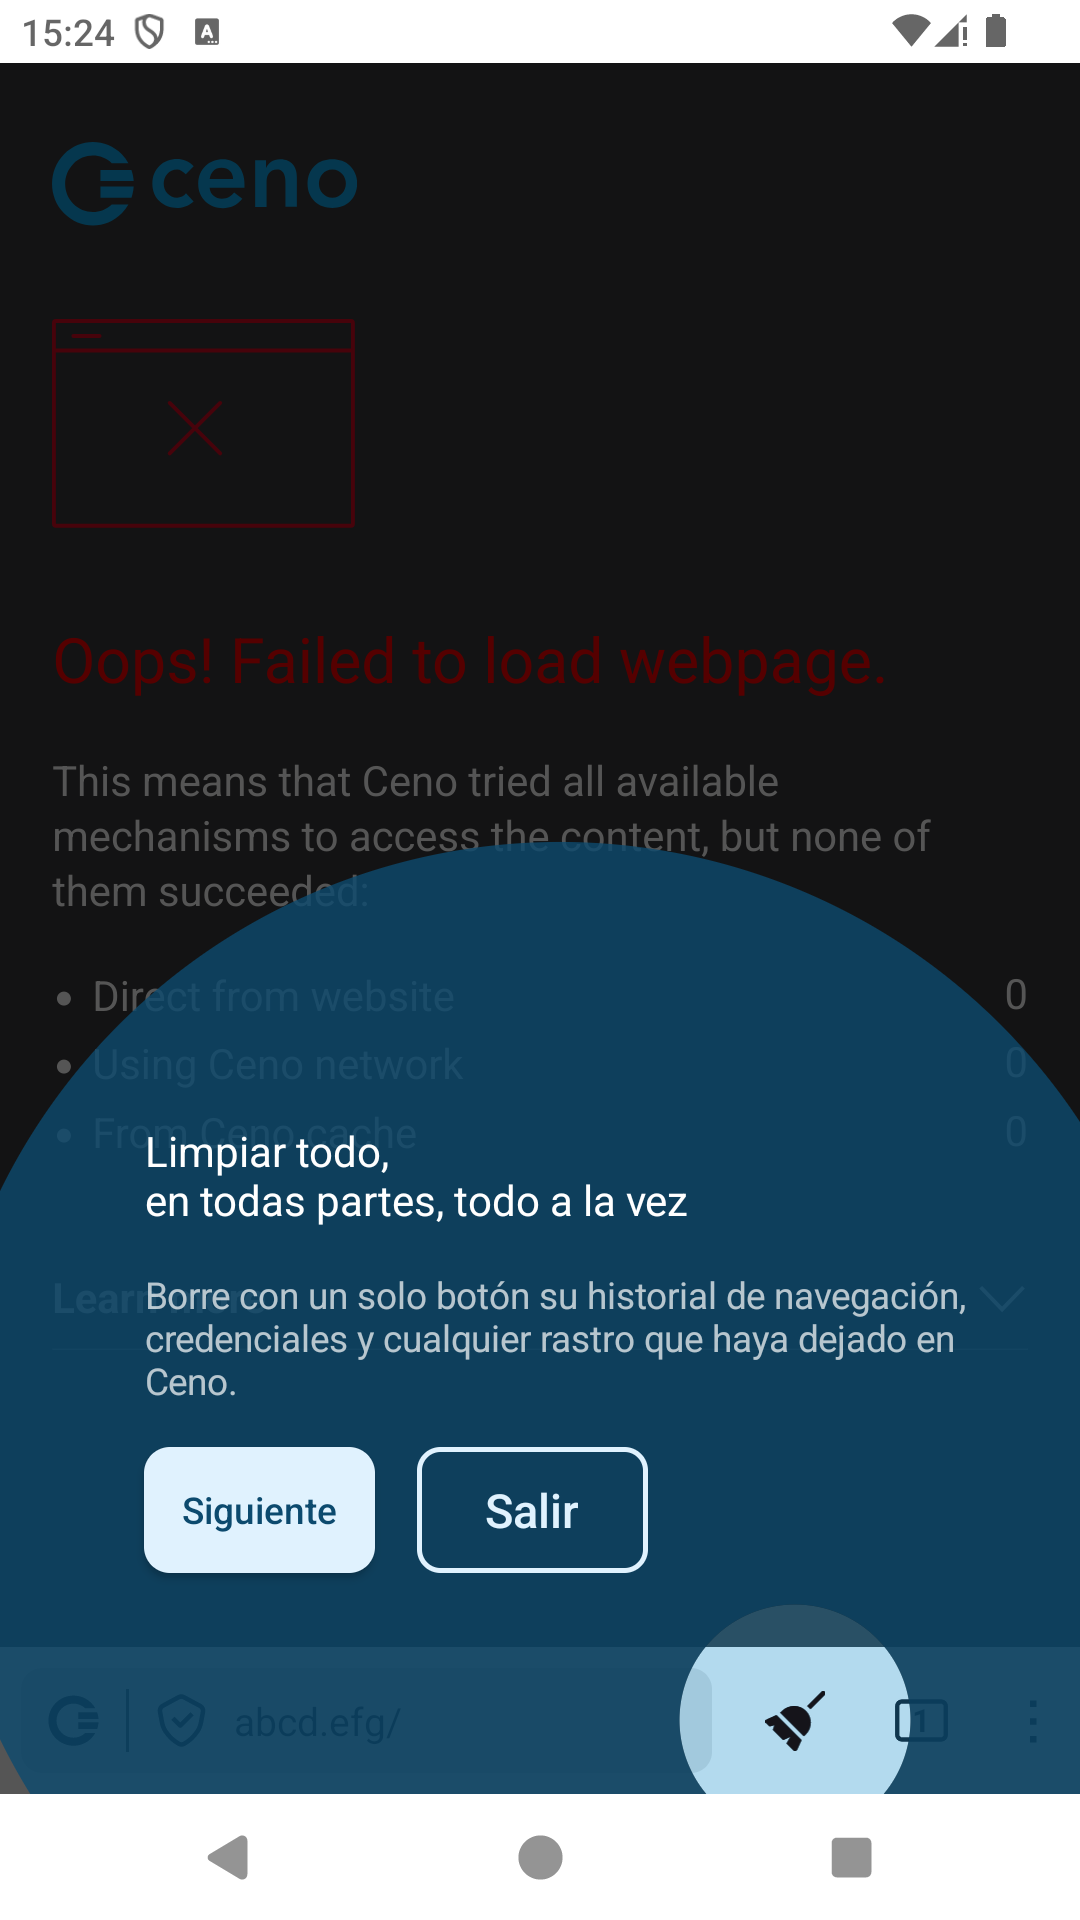 15:24
ceno
Oops! Failed to load webpage.
This means that Ceno tried all available
mechanisms to access the content, but none of
them succeeded:
Direct from website 0
Using Ceno network 0
From Ceno cache 0
Limpiar todo,
en todas partes, todo a la vez
Learn more
Borre con un solo botón su historial de navegación,
credenciales y cualquier rastro que haya dejado en
Ceno.
Siguiente Salir
abcd.efg/ 1